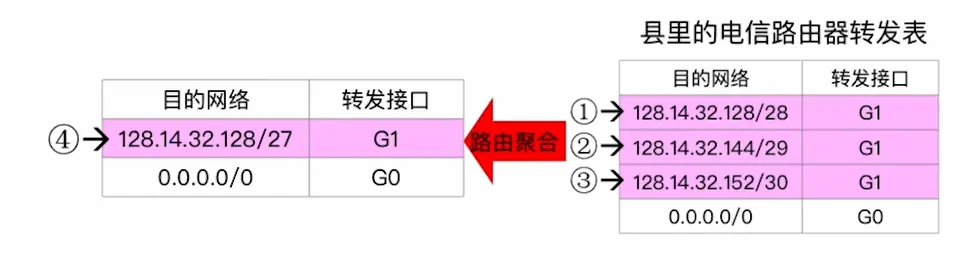 县里的电信路由器转发表
目的网络 转发接口
④ 128.14.32.128/27 G1
0.0.0.0/0 G0
路由聚合
目的网络 转发接口
① 128.14.32.128/28 G1
② 128.14.32.144/29 G1
③ 128.14.32.152/30 G1
0.0.0.0/0 G0